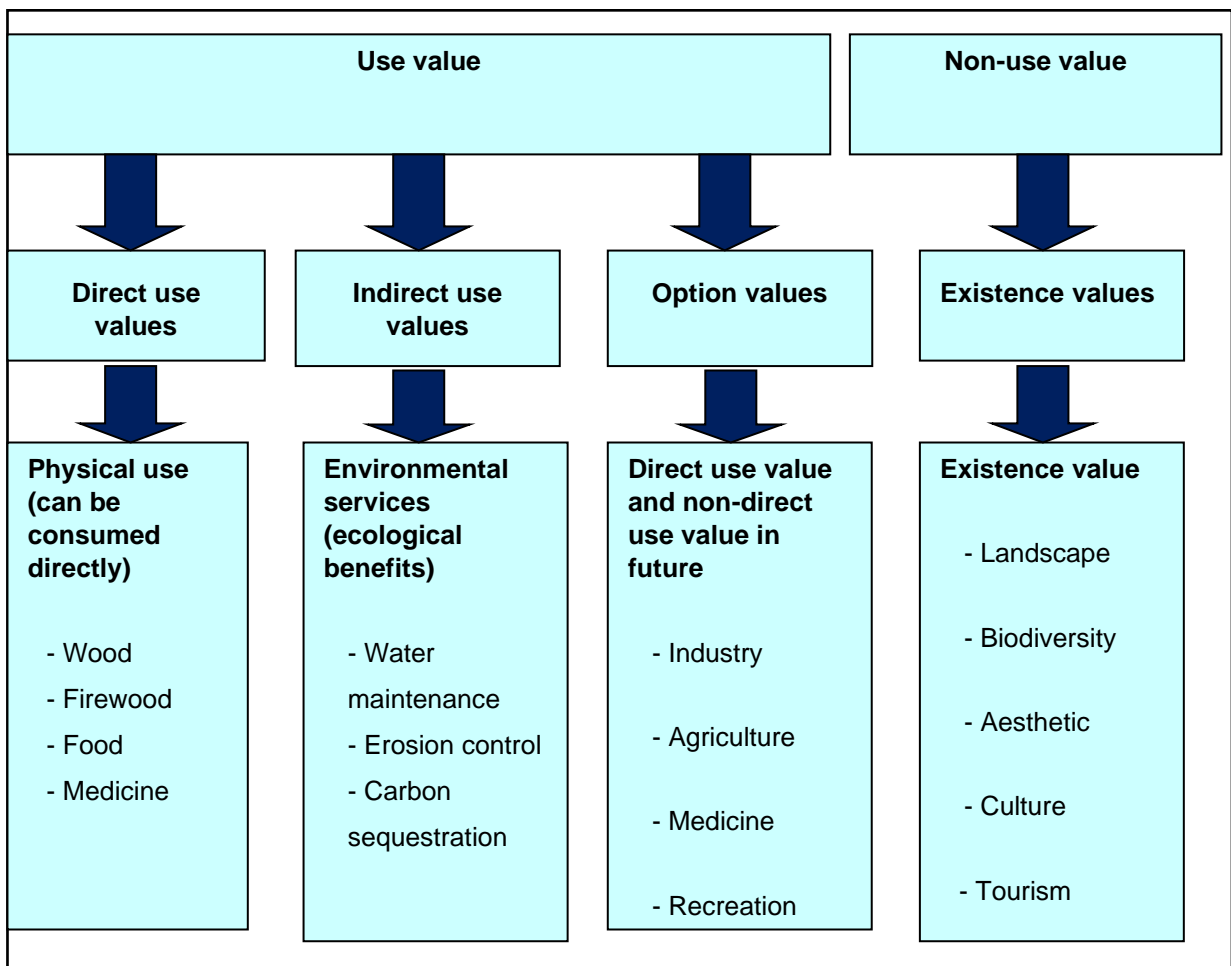 Use value
Non-use value
Direct use
values
Indirect use
values
Option values
Existence values
Physical use
(can be
consumed
directly)
- Wood
- Firewood
- Food
- Medicine
Environmental
services
(ecological
benefits)
- Water
maintenance
- Erosion control
- Carbon
sequestration
Direct use value
and non-direct
use value in
future
- Industry
- Agriculture
- Medicine
- Recreation
Existence value
- Landscape
- Biodiversity
- Aesthetic
- Culture
- Tourism